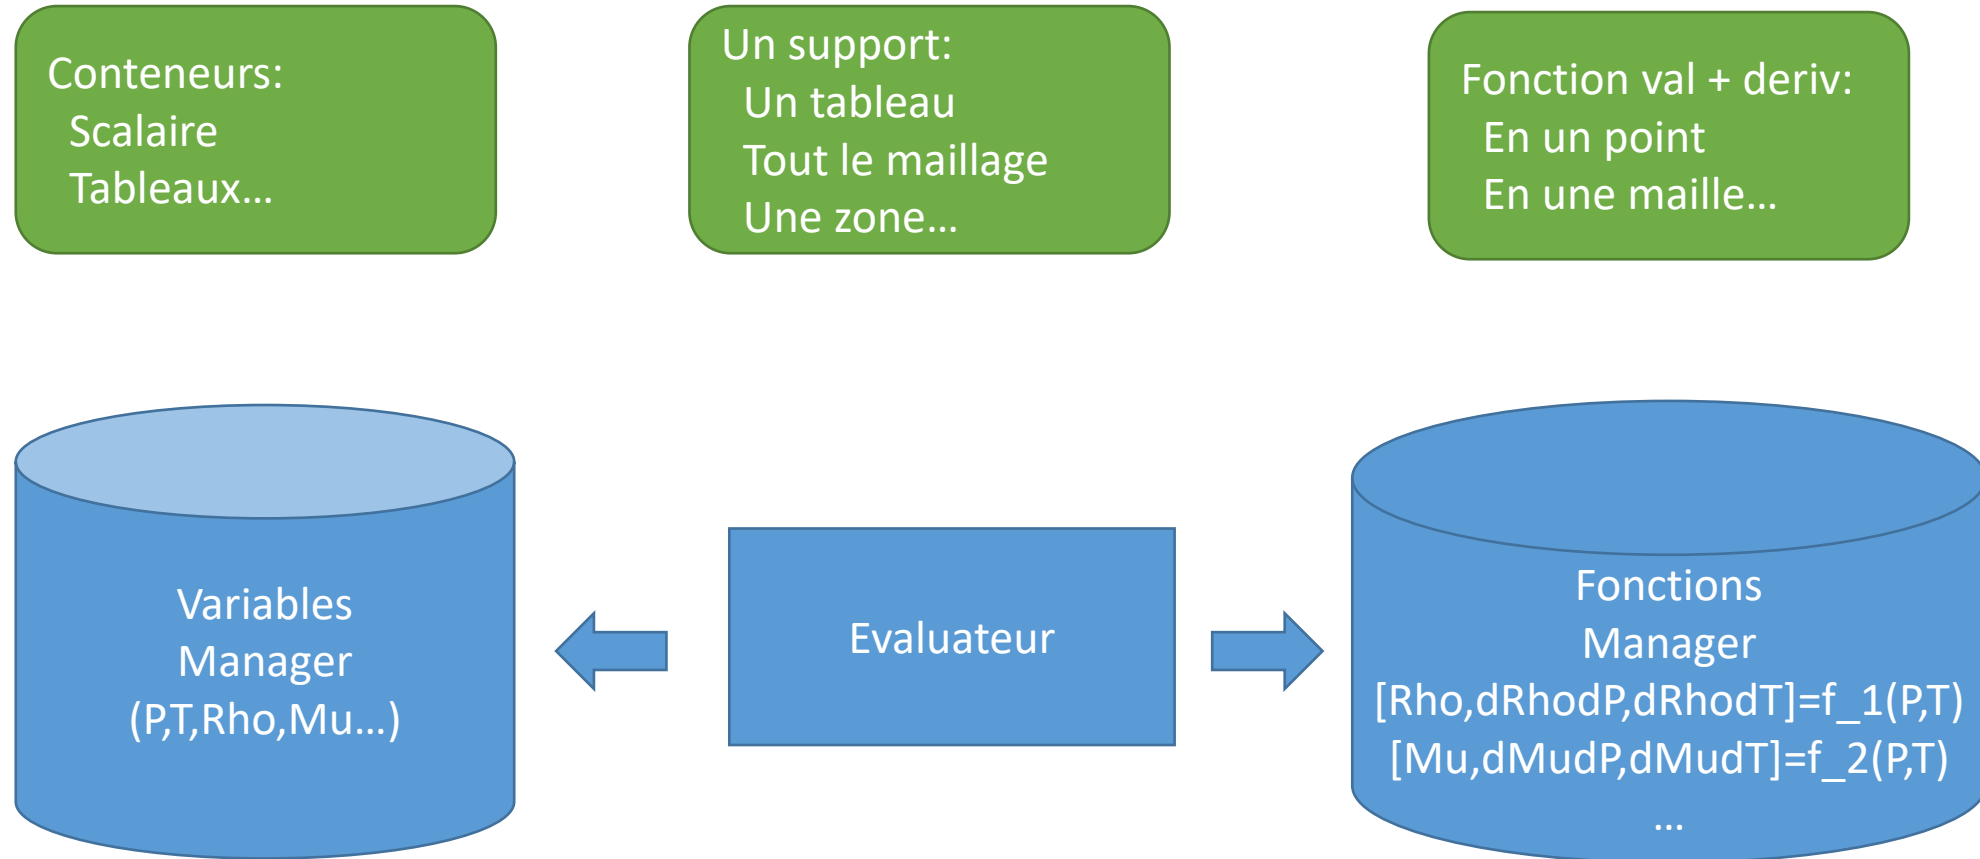 Conteneurs:
Scalaire
Tableaux…
Un support:
Un tableau
Tout le maillage
Une zone…
Fonction val + deriv:
En un point
En une maille…
Variables
Manager
(P,T,Rho,Mu…)
Evaluateur
Fonctions
Manager
[Rho,dRhodP,dRhodT]=f_1(P,T)
[Mu,dMudP,dMudT]=f_2(P,T)
…